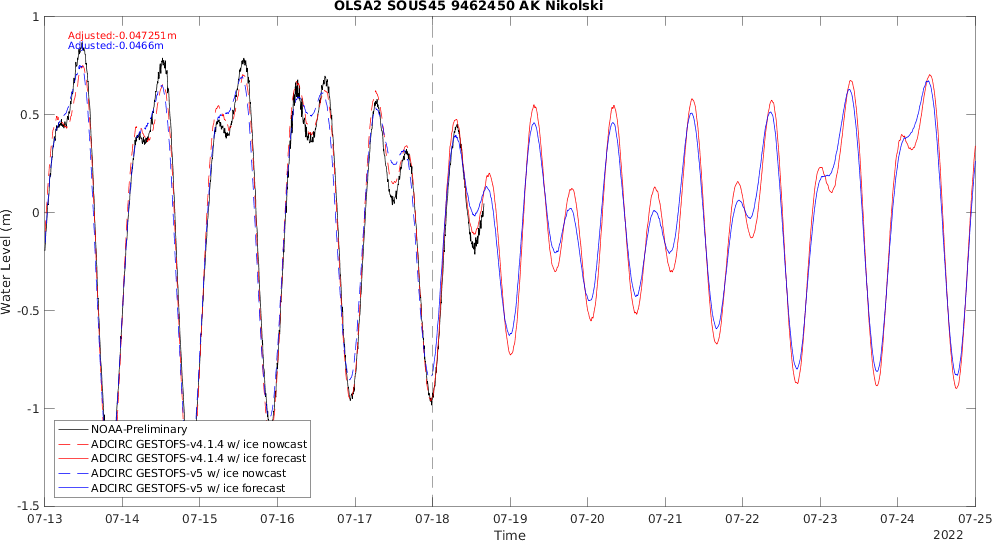 OLSA2 SOUS45 9462450 AK Nikolski
Adjusted:-0.047251m
Adjusted:-0.0466m
1
0.5
0
-0.5
-1
-1.5
Water Level (m)
NOAA-Preliminary
ADCIRC GESTOFS-v4.1.4 w/ ice nowcast
ADCIRC GESTOFS-v4.1.4 w/ ice forecast
ADCIRC GESTOFS-v5 w/ ice nowcast
ADCIRC GESTOFS-v5 w/ ice forecast
07-13 07-14 07-15 07-16 07-17 07-18 07-19 07-20 07-21 07-22 07-23 07-24 07-25
Time
2022